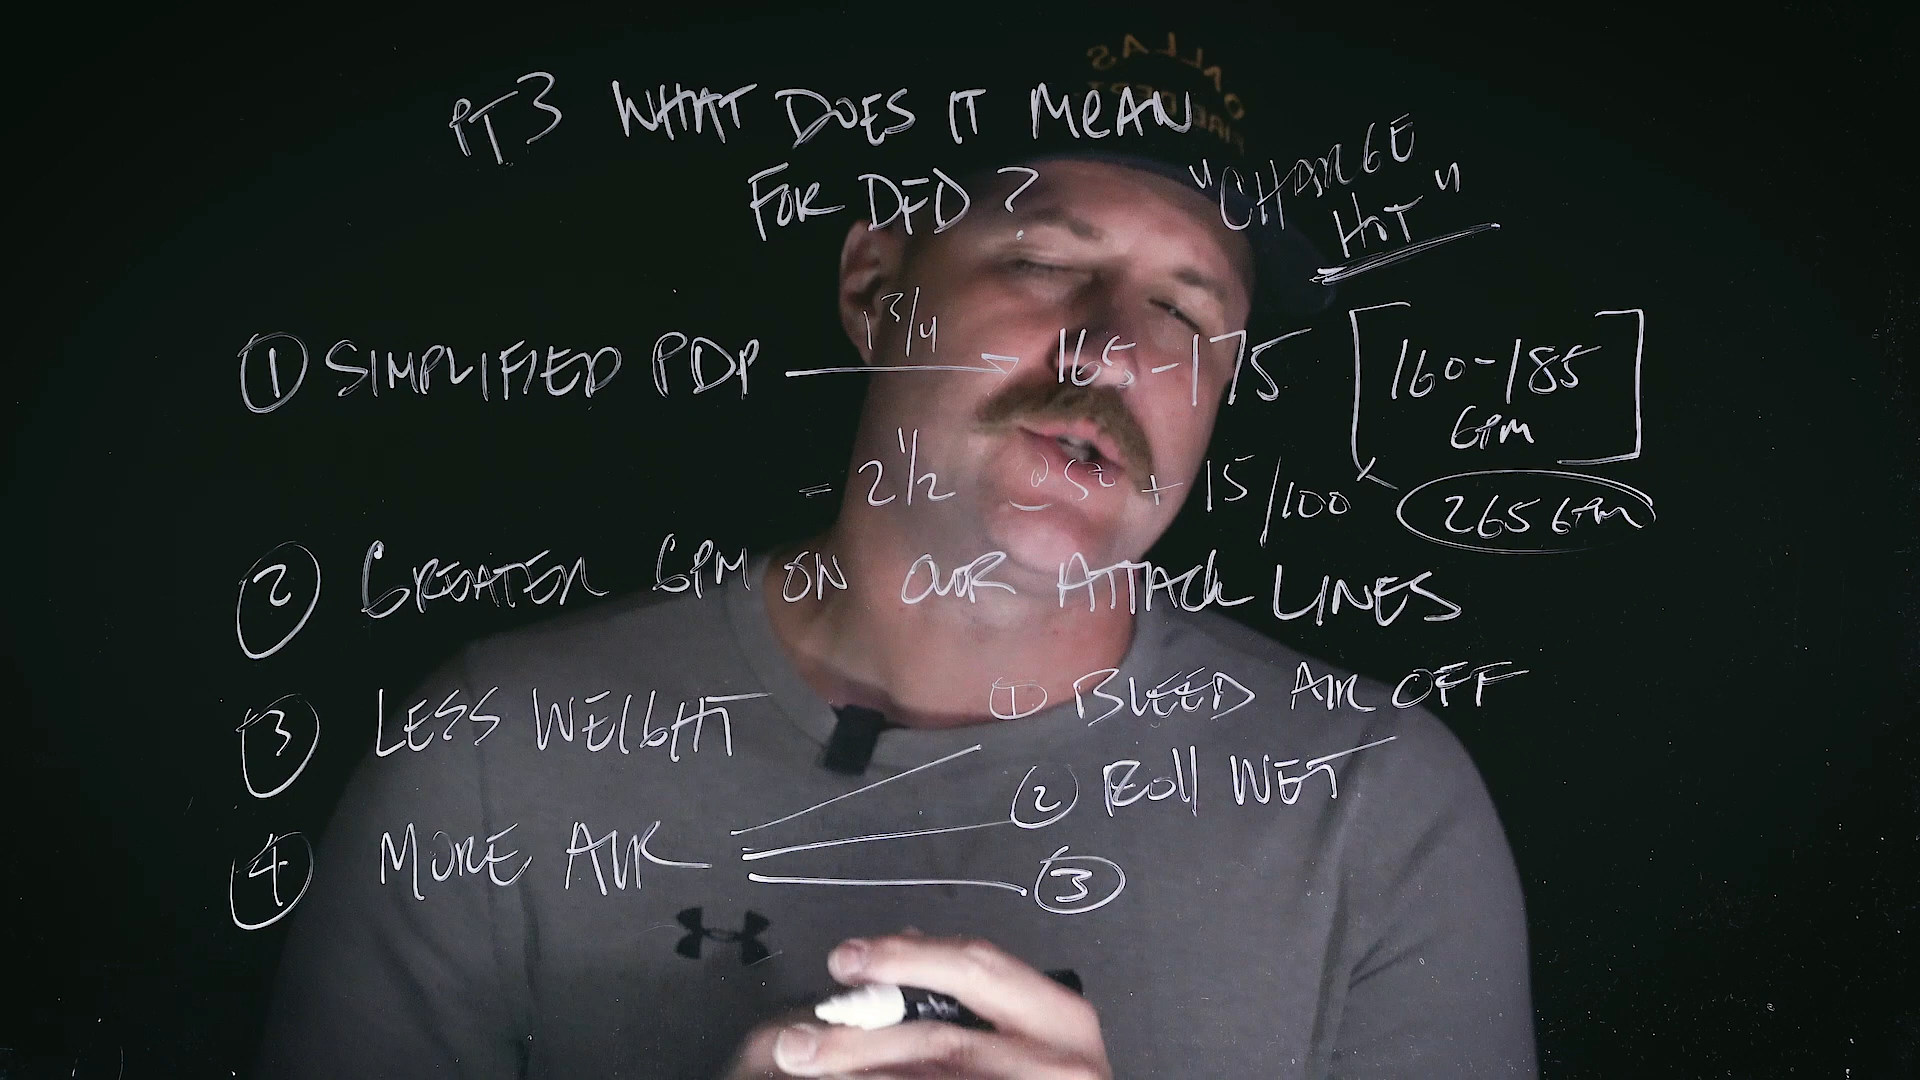 PT3 WHAT DOES IT MEAN
FOR DFD?
"CHARGE
HOT"
① SIMPLIFIED PDP
1 3/4
165-175
[160-185
GPM]
= 2 1/2
+ 15/100
265 GPM
② GREATER GPM ON OUR ATTACK LINES
③ LESS WEIGHT
④ MORE AIR
① BLEED AIR OFF
② ROLL WET
③